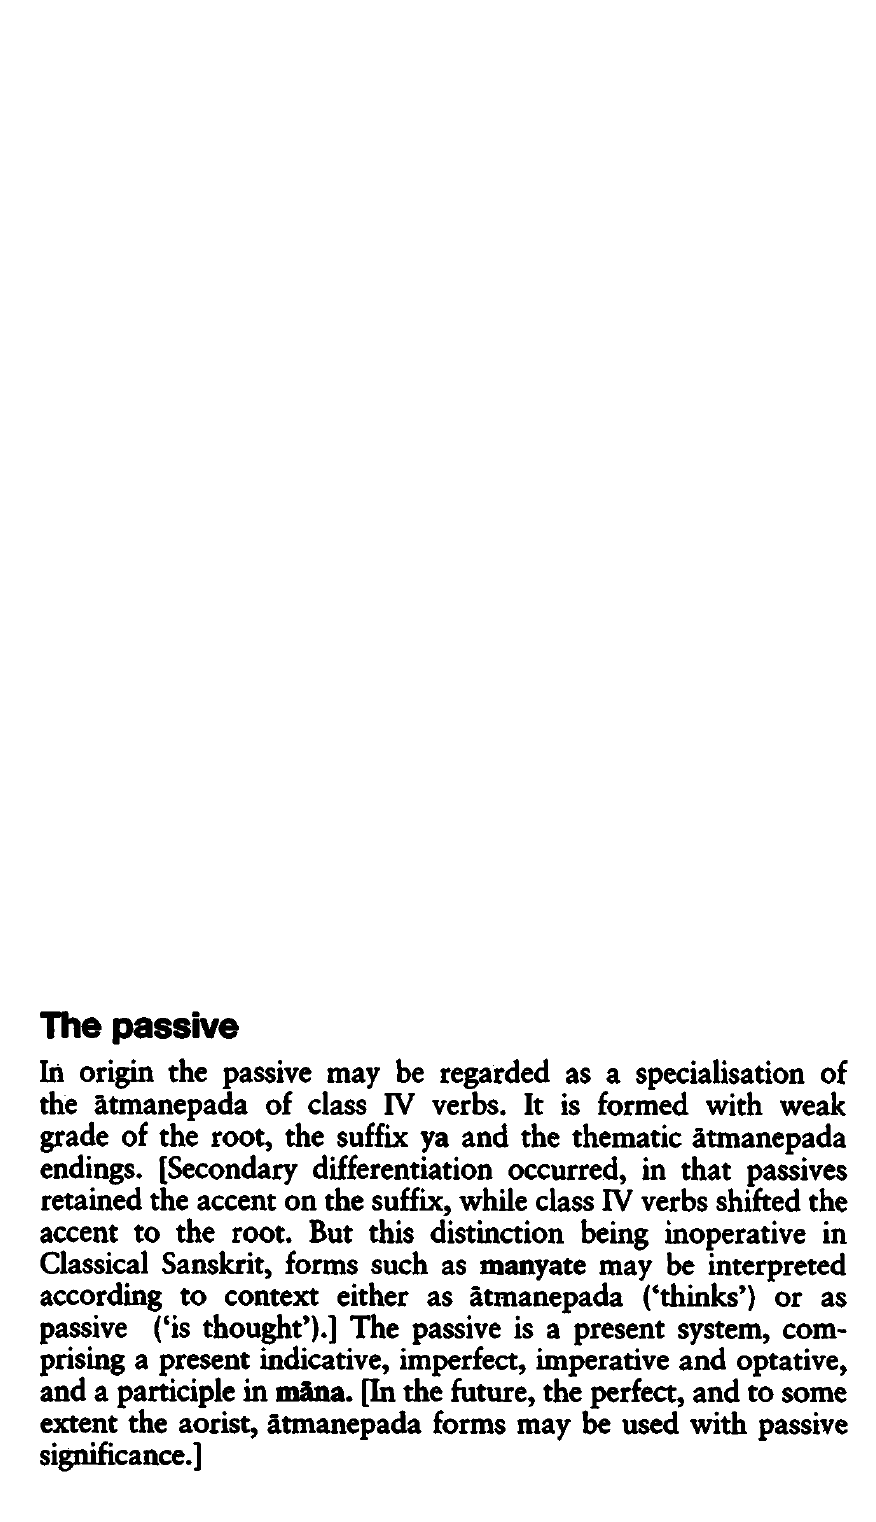 The passive
In origin the passive may be regarded as a specialisation of
the ātmanepada of class IV verbs. It is formed with weak
grade of the root, the suffix ya and the thematic ātmanepada
endings. [Secondary differentiation occurred, in that passives
retained the accent on the suffix, while class IV verbs shifted the
accent to the root. But this distinction being inoperative in
Classical Sanskrit, forms such as manyate may be interpreted
according to context either as ātmanepada (‘thinks’) or as
passive (‘is thought’).] The passive is a present system, com-
prising a present indicative, imperfect, imperative and optative,
and a participle in māna. [In the future, the perfect, and to some
extent the aorist, ātmanepada forms may be used with passive
significance.]